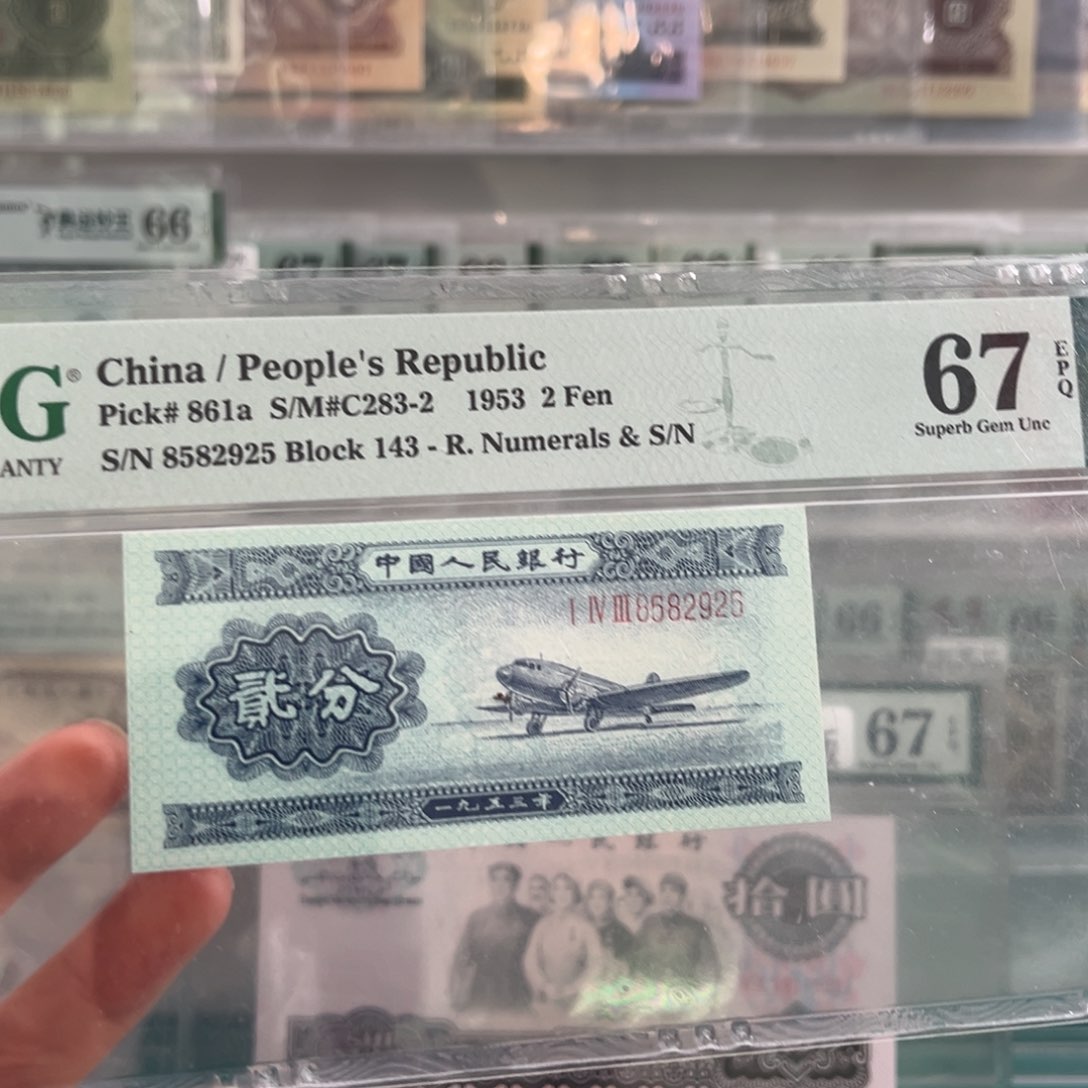 66
G® China / People's Republic
Pick# 861a S/M#C283-2 1953 2 Fen
ANTY S/N 8582925 Block 143 - R. Numerals & S/N
67 EPQ
Superb Gem Unc
中國人民銀行
I IV III 8582925
貳分
一九五三年
66
67
拾圓